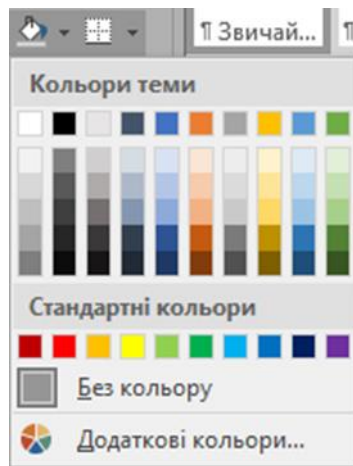 ¶ Звичай...
Кольори теми
Стандартні кольори
Без кольору
Додаткові кольори...